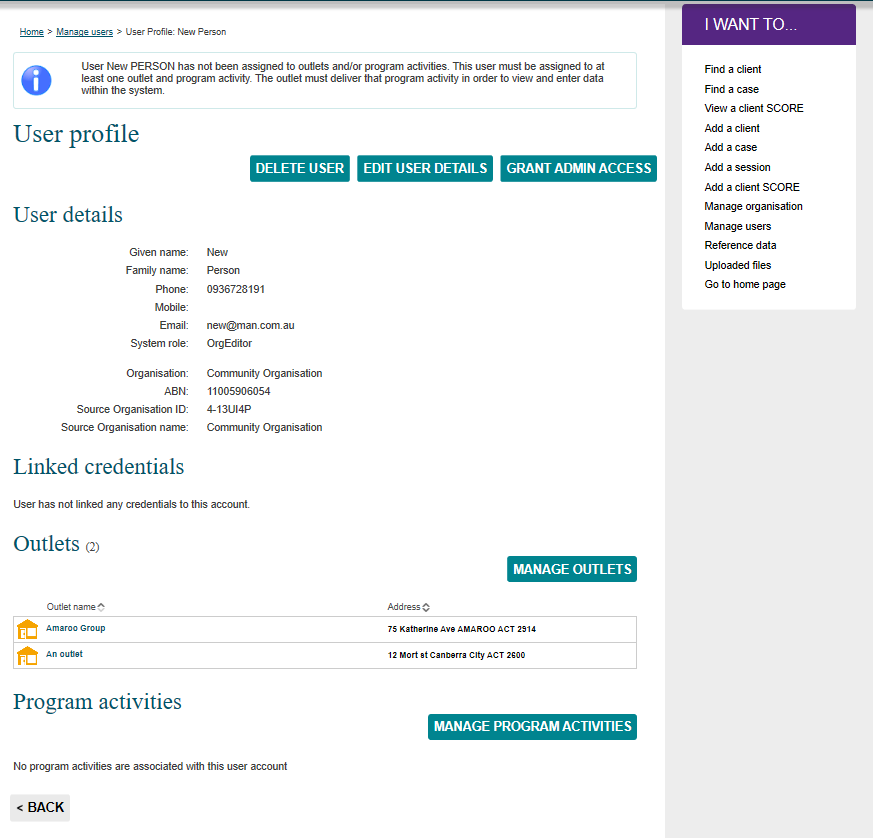 Home > Manage users > User Profile: New Person
User New PERSON has not been assigned to outlets and/or program activities. This user must be assigned to at
least one outlet and program activity. The outlet must deliver that program activity in order to view and enter data
within the system.
User profile
DELETE USER EDIT USER DETAILS GRANT ADMIN ACCESS
User details
Given name: New
Family name: Person
Phone: 0936728191
Mobile:
Email: new@man.com.au
System role: OrgEditor
Organisation: Community Organisation
ABN: 11005906054
Source Organisation ID: 4-13UI4P
Source Organisation name: Community Organisation
Linked credentials
User has not linked any credentials to this account.
Outlets (2)
MANAGE OUTLETS
Outlet name Address
Amaroo Group 75 Katherine Ave AMAROO ACT 2914
An outlet 12 Mort st Canberra City ACT 2600
Program activities
MANAGE PROGRAM ACTIVITIES
No program activities are associated with this user account
< BACK
I WANT TO...
Find a client
Find a case
View a client SCORE
Add a client
Add a case
Add a session
Add a client SCORE
Manage organisation
Manage users
Reference data
Uploaded files
Go to home page